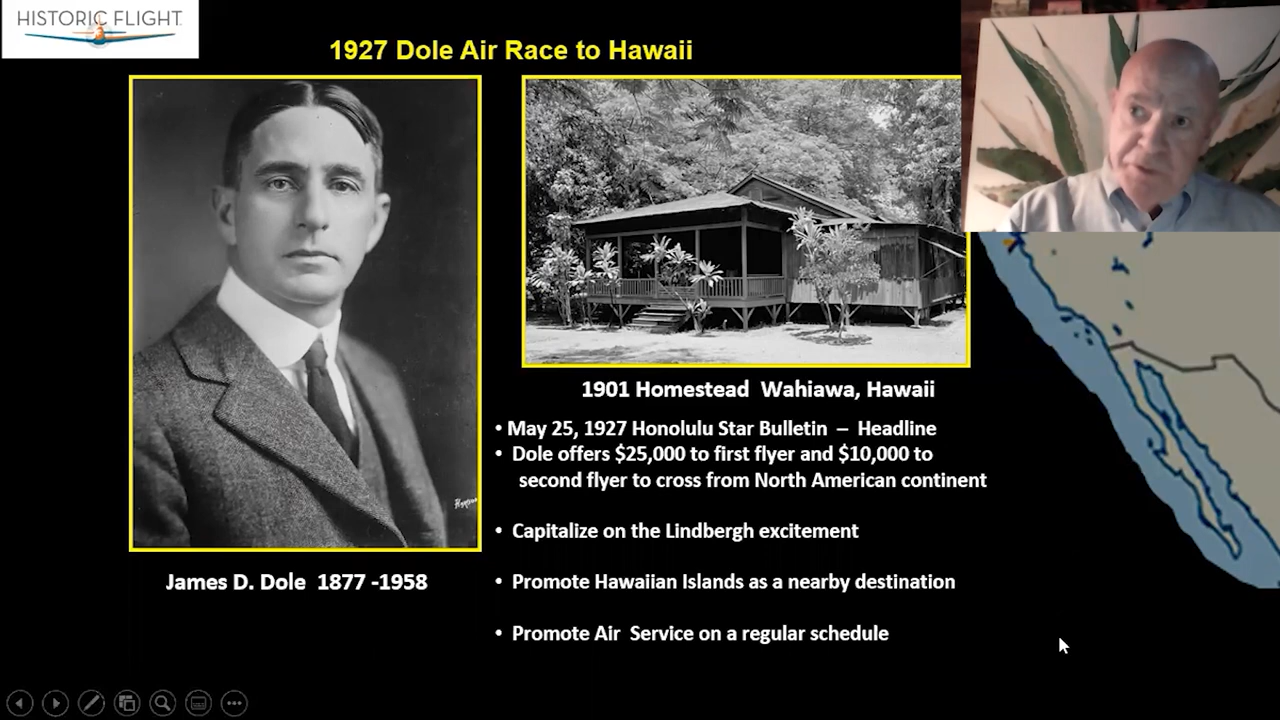 HISTORIC FLIGHT
1927 Dole Air Race to Hawaii
1901 Homestead Wahiawa, Hawaii
• May 25, 1927 Honolulu Star Bulletin – Headline
• Dole offers $25,000 to first flyer and $10,000 to
second flyer to cross from North American continent
• Capitalize on the Lindbergh excitement
• Promote Hawaiian Islands as a nearby destination
• Promote Air Service on a regular schedule
James D. Dole 1877 -1958